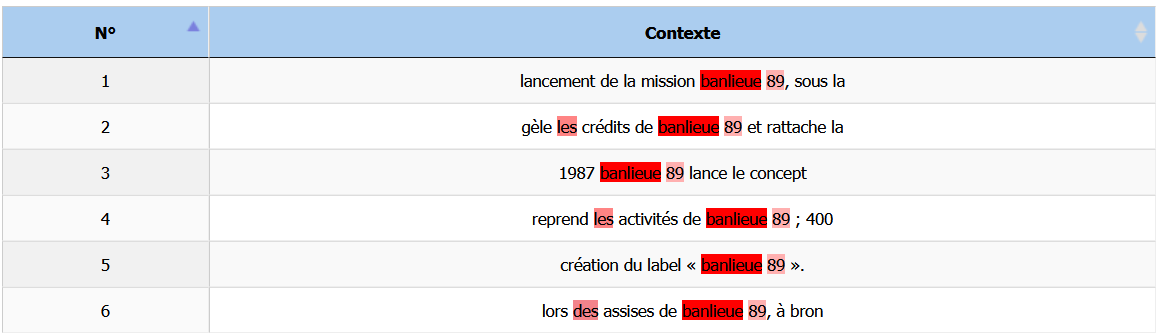 N° Contexte
1 lancement de la mission banlieue 89, sous la
2 gèle les crédits de banlieue 89 et rattache la
3 1987 banlieue 89 lance le concept
4 reprend les activités de banlieue 89 ; 400
5 création du label « banlieue 89 ».
6 lors des assises de banlieue 89, à bron